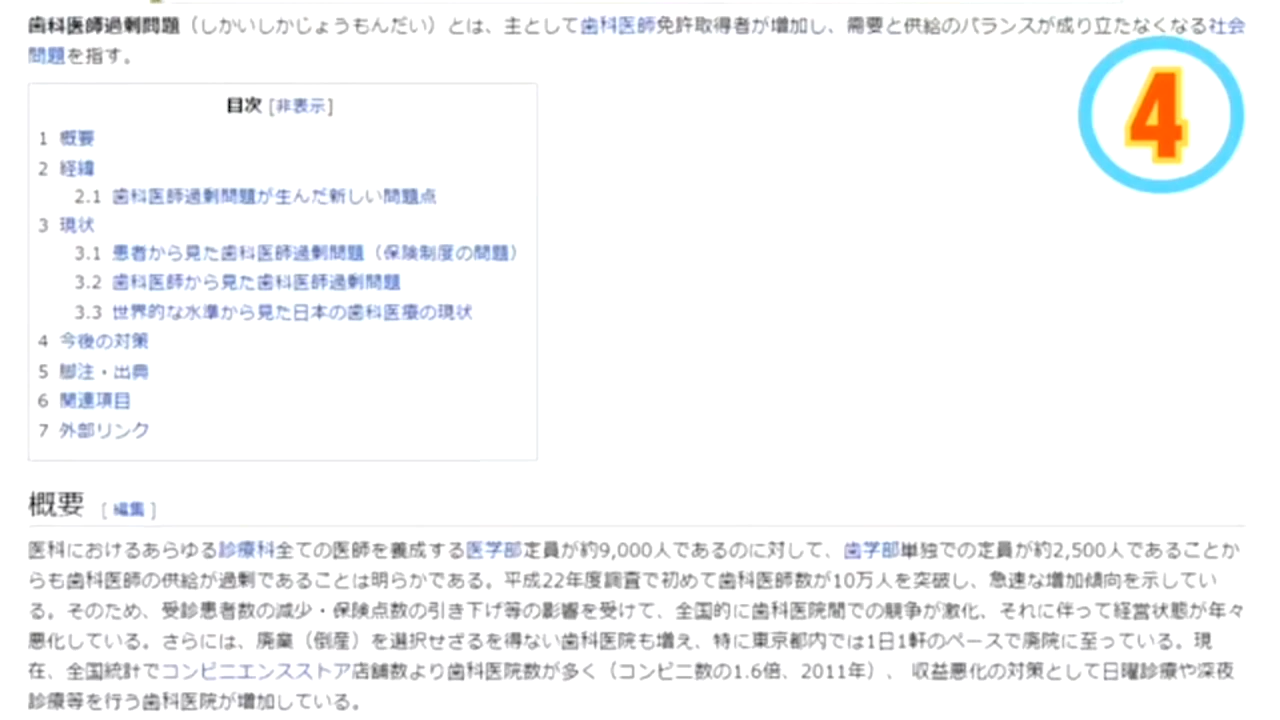 歯科医師過剰問題（しかいしかじょうもんだい）とは、主として歯科医師免許取得者が増加し、需要と供給のバランスが成り立たなくなる社会
問題を指す。
4
目次 [非表示]
1 概要
2 経緯
2.1 歯科医師過剰問題が生んだ新しい問題点
3 現状
3.1 患者から見た歯科医師過剰問題（保険制度の問題）
3.2 歯科医師から見た歯科医師過剰問題
3.3 世界的な水準から見た日本の歯科医療の現状
4 今後の対策
5 脚注・出典
6 関連項目
7 外部リンク
概要 [ 編集 ]
医科におけるあらゆる診療科全ての医師を養成する医学部定員が約9,000人であるのに対して、歯学部単独での定員が約2,500人であることか
らも歯科医師の供給が過剰であることは明らかである。平成22年度調査で初めて歯科医師数が10万人を突破し、急速な増加傾向を示してい
る。そのため、受診患者数の減少・保険点数の引き下げ等の影響を受けて、全国的に歯科医院間での競争が激化、それに伴って経営状態が年々
悪化している。さらには、廃業（倒産）を選択せざるを得ない歯科医院も増え、特に東京都内では1日1軒のペースで廃院に至っている。現
在、全国統計でコンビニエンスストア店舗数より歯科医院数が多く（コンビニ数の1.6倍、2011年）、 収益悪化の対策として日曜診療や深夜
診療等を行う歯科医院が増加している。